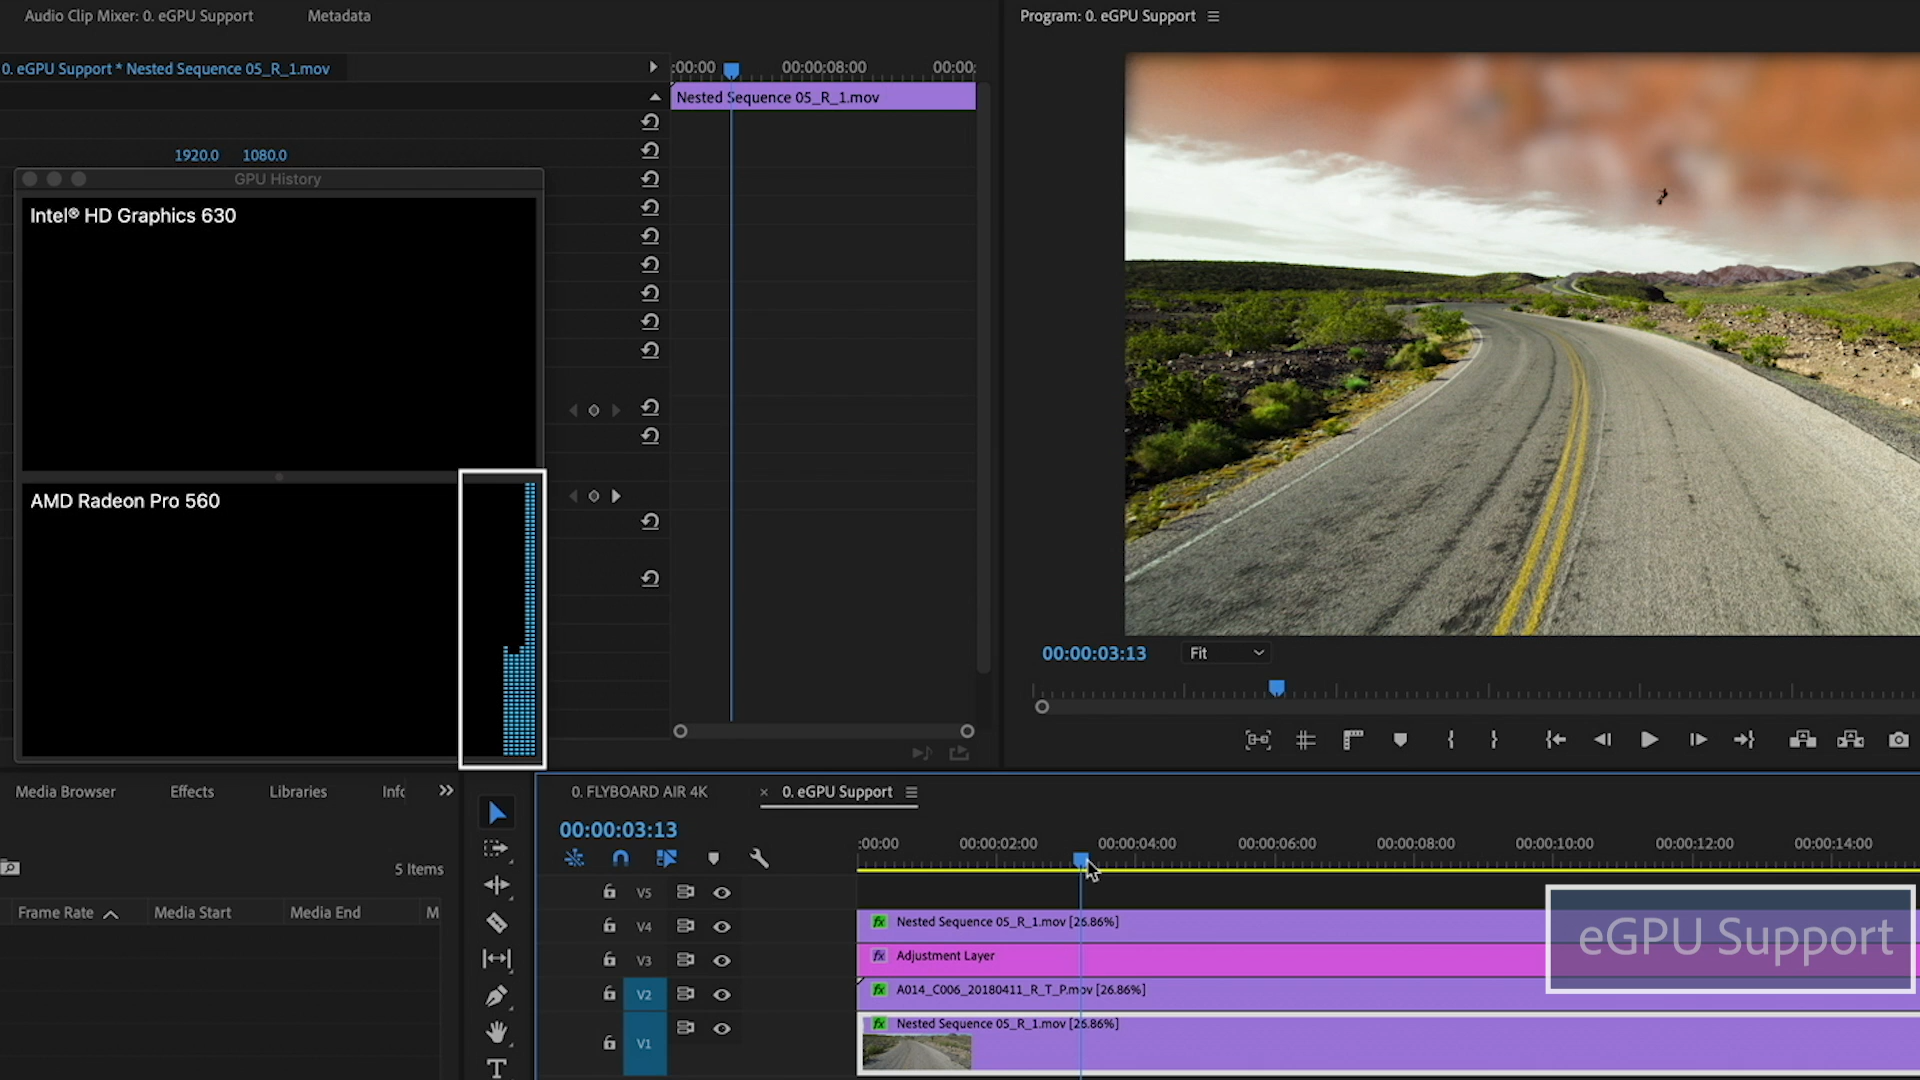 Audio Clip Mixer: 0. eGPU Support
Metadata
Program: 0. eGPU Support
0. eGPU Support * Nested Sequence 05_R_1.mov
:00:00
00:00:08:00
00:00:
Nested Sequence 05_R_1.mov
1920.0
1080.0
GPU History
Intel® HD Graphics 630
AMD Radeon Pro 560
00:00:03:13
Fit
Media Browser
Effects
Libraries
Info
0. FLYBOARD AIR 4K
× 0. eGPU Support
00:00:03:13
:00:00
00:00:02:00
00:00:04:00
00:00:06:00
00:00:08:00
00:00:10:00
00:00:12:00
00:00:14:00
5 Items
Frame Rate
Media Start
Media End
M
V5
V4
fx Nested Sequence 05_R_1.mov [26.86%]
V3
fx Adjustment Layer
V2
fx A014_C006_20180411_R_T_P.mov [26.86%]
V1
fx Nested Sequence 05_R_1.mov [26.86%]
eGPU Support